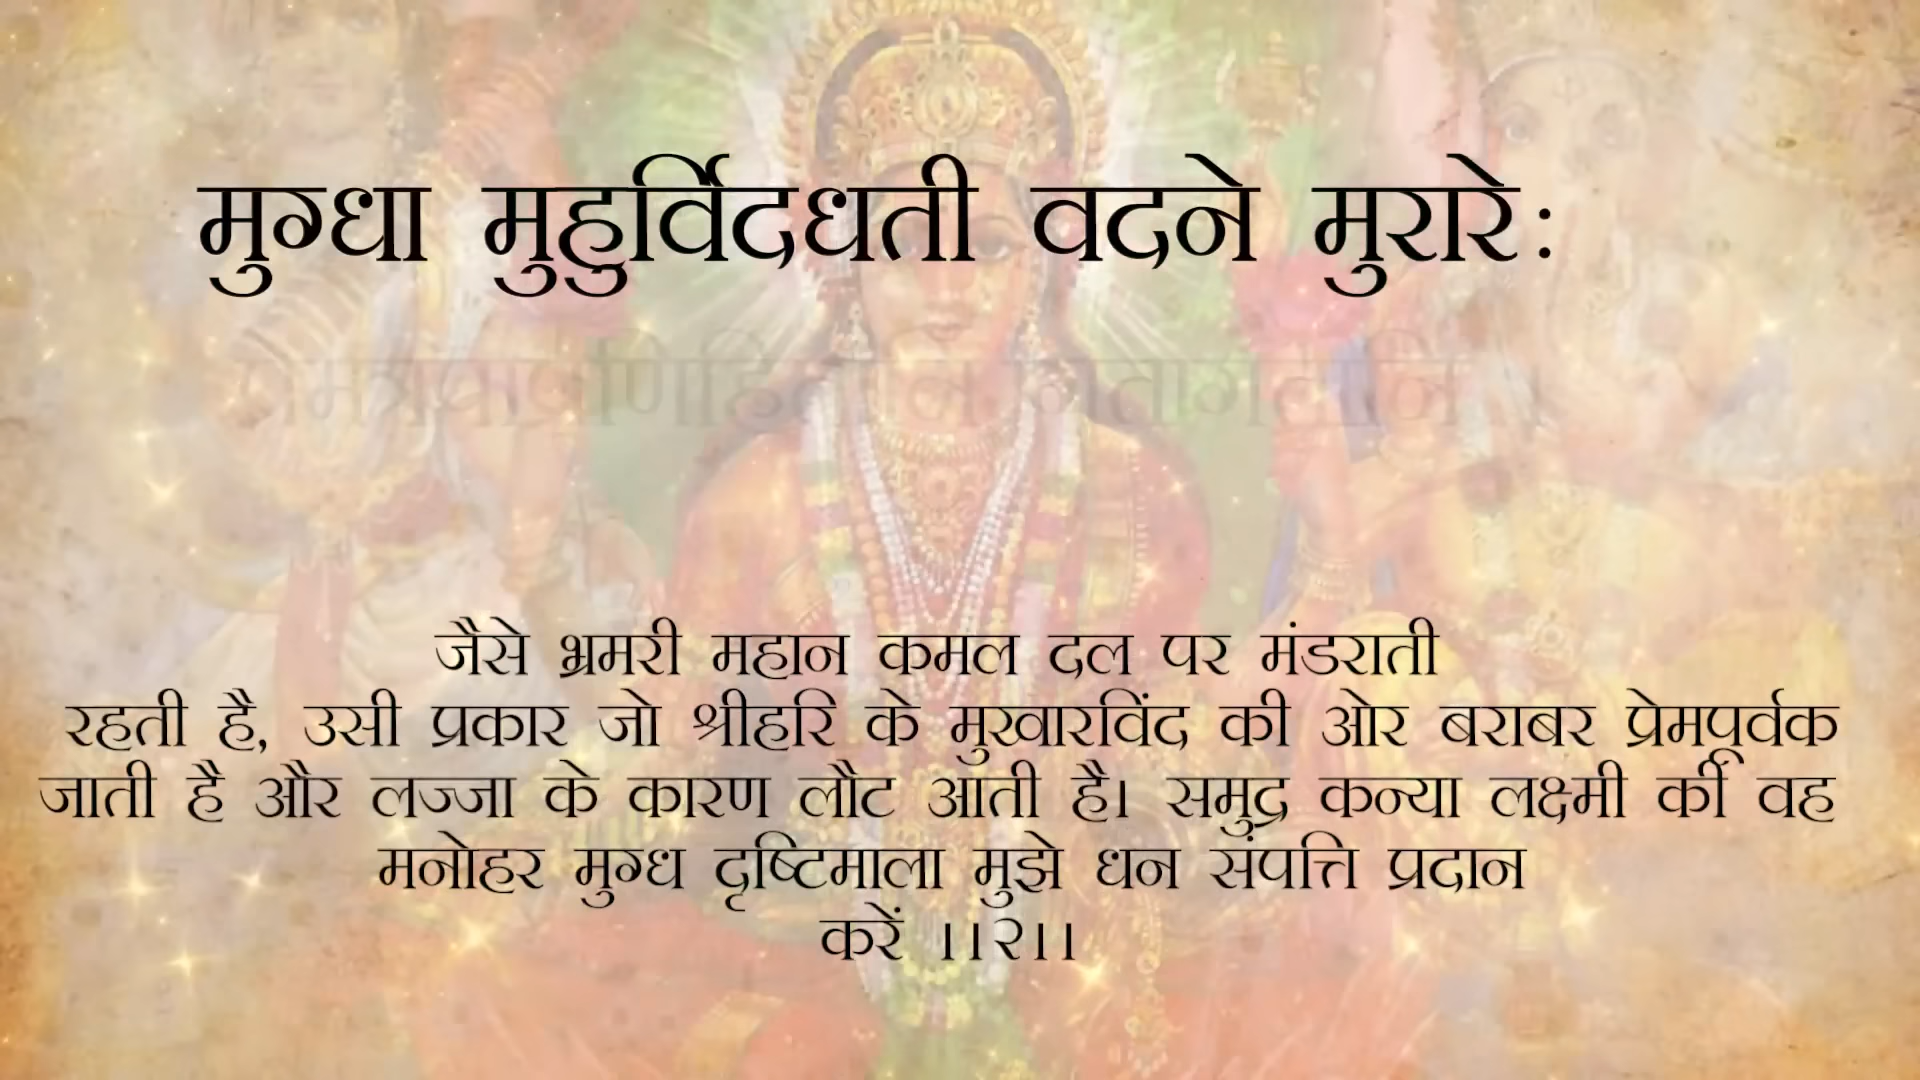 मुग्धा मुहुर्विदधती वदने मुरारेः
जैसे भ्रमरी महान कमल दल पर मंडराती
रहती है, उसी प्रकार जो श्रीहरि के मुखारविंद की ओर बराबर प्रेमपूर्वक
जाती है और लज्जा के कारण लौट आती है। समुद्र कन्या लक्ष्मी की वह
मनोहर मुग्ध दृष्टिमाला मुझे धन संपत्ति प्रदान
करें ।।२।।